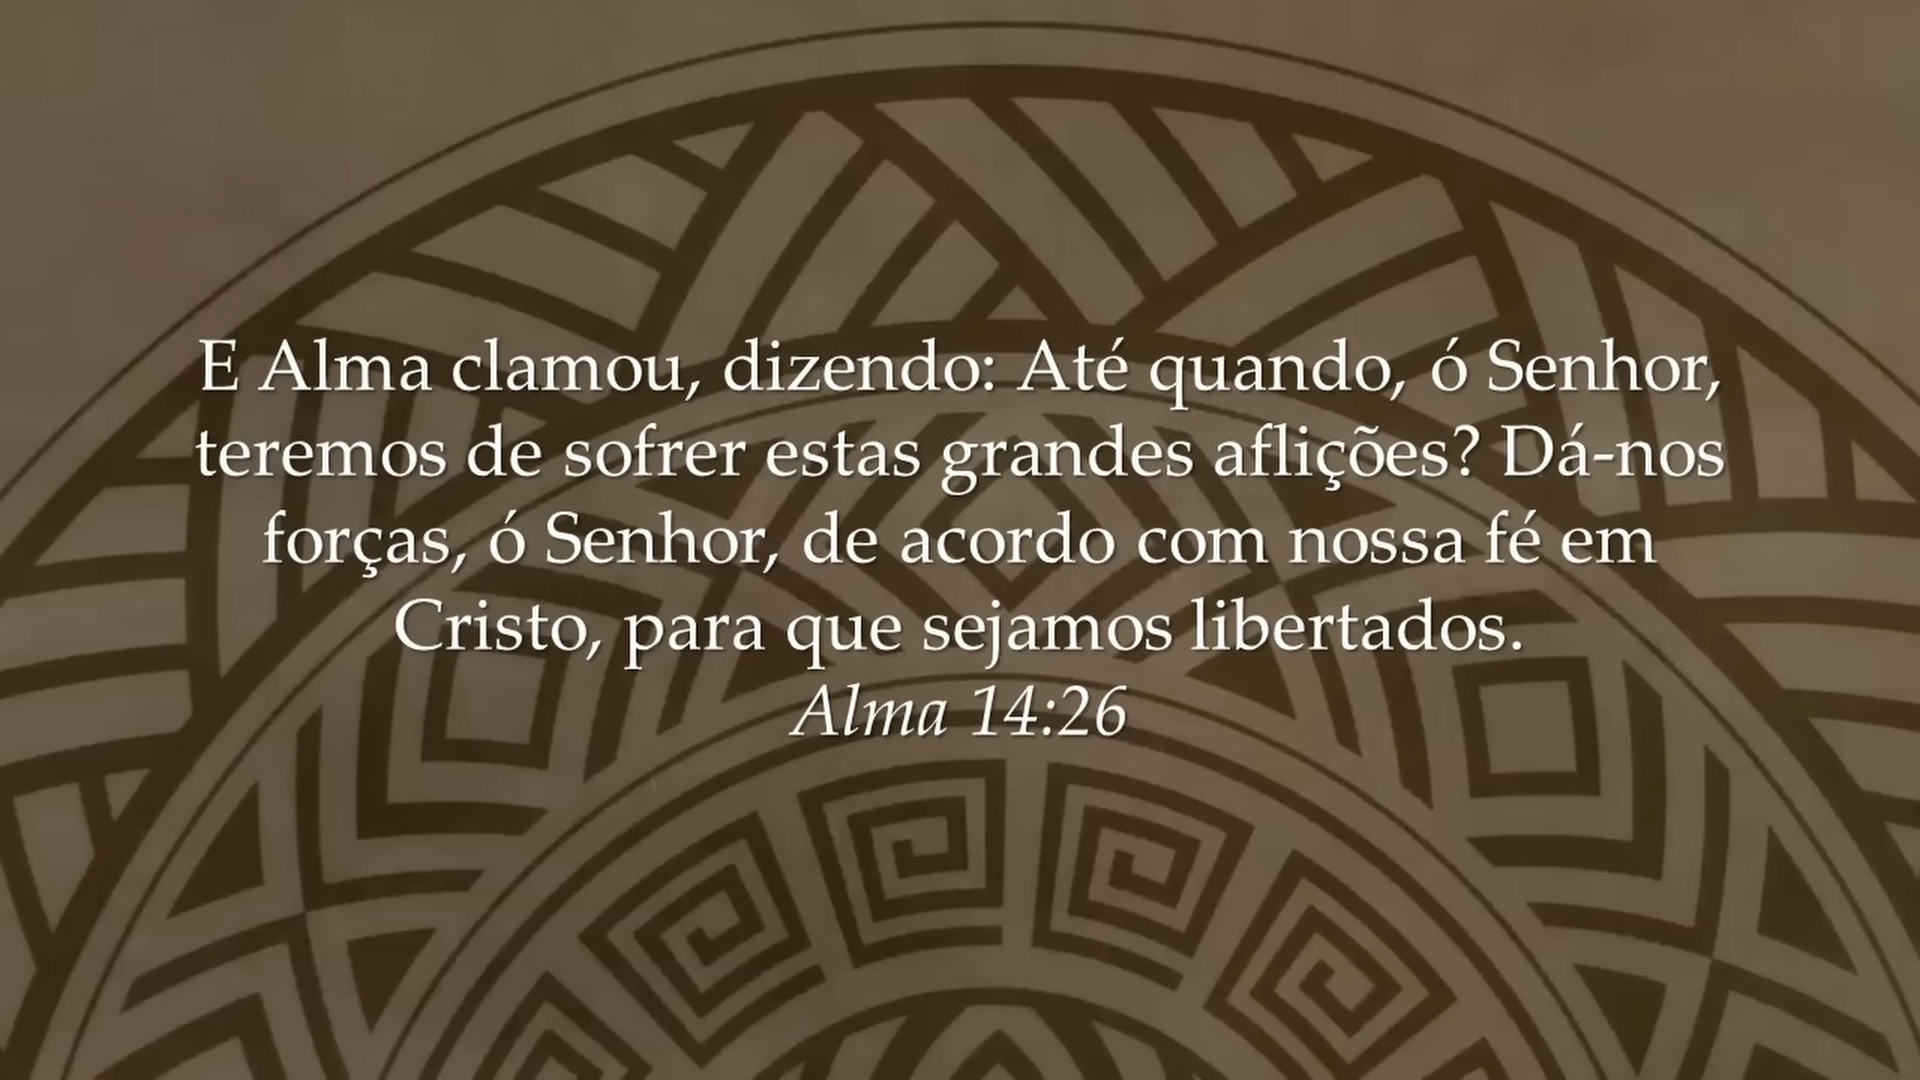 E Alma clamou, dizendo: Até quando, ó Senhor,
teremos de sofrer estas grandes aflições? Dá-nos
forças, ó Senhor, de acordo com nossa fé em
Cristo, para que sejamos libertados.
Alma 14:26